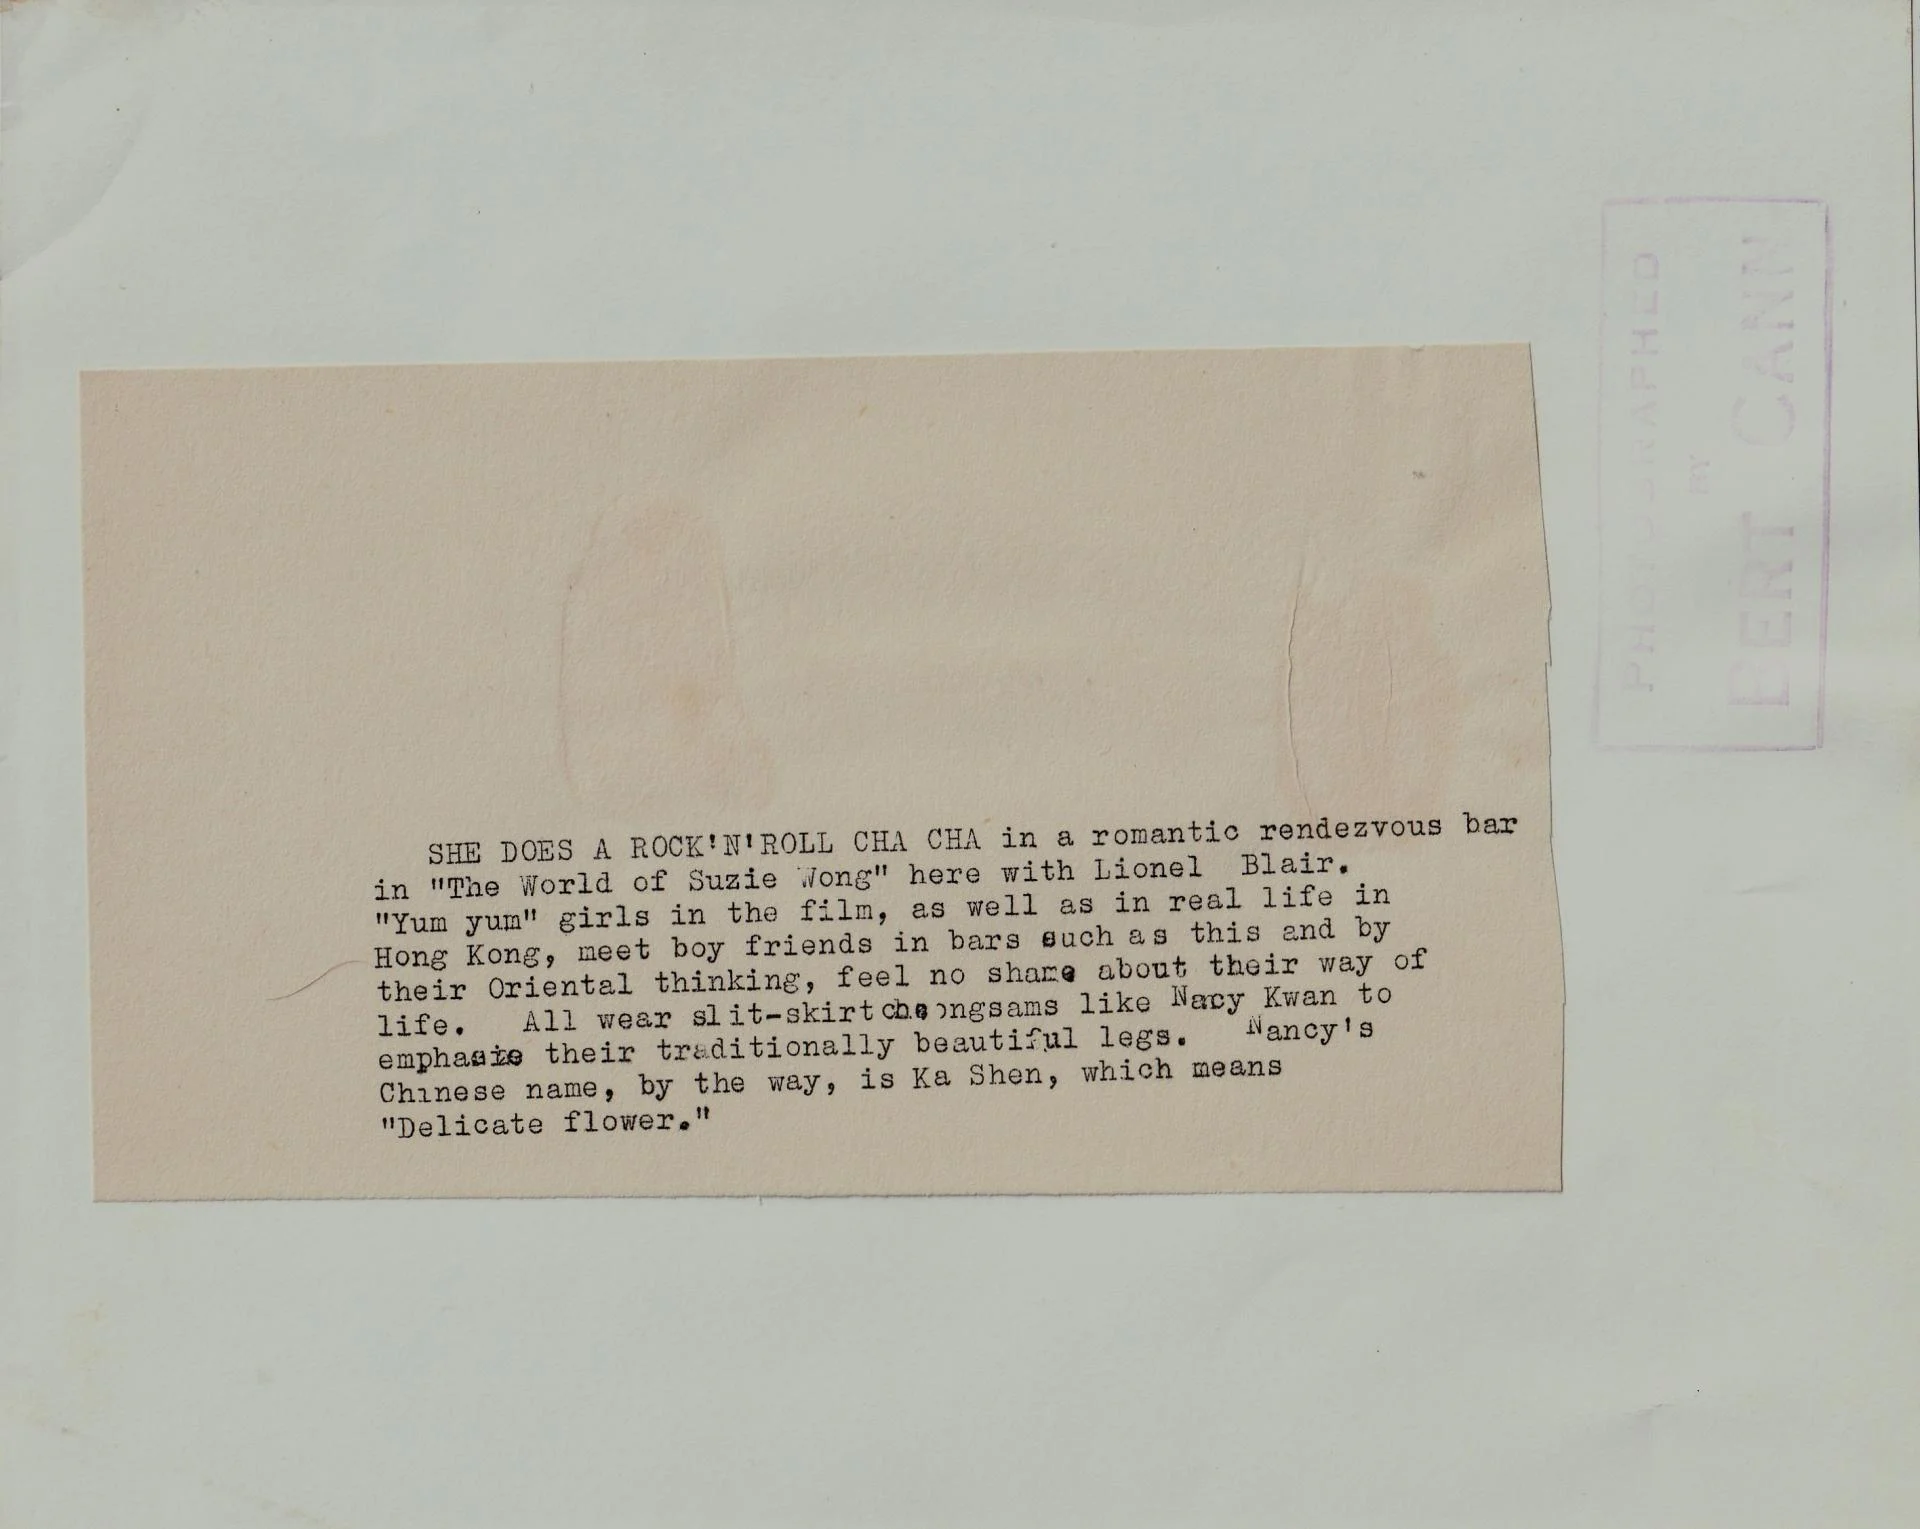 SHE DOES A ROCK'N'ROLL CHA CHA in a romantic rendezvous bar
in "The World of Suzie Wong" here with Lionel Blair.
"Yum yum" girls in the film, as well as in real life in
Hong Kong, meet boy friends in bars such as this and by
their Oriental thinking, feel no shame about their way of
life. All wear slit-skirt cheongsams like Nacy Kwan to
emphasie their traditionally beautiful legs. Nancy's
Chinese name, by the way, is Ka Shen, which means
"Delicate flower."
PHOTOGRAPHED
BY
BERT CANN